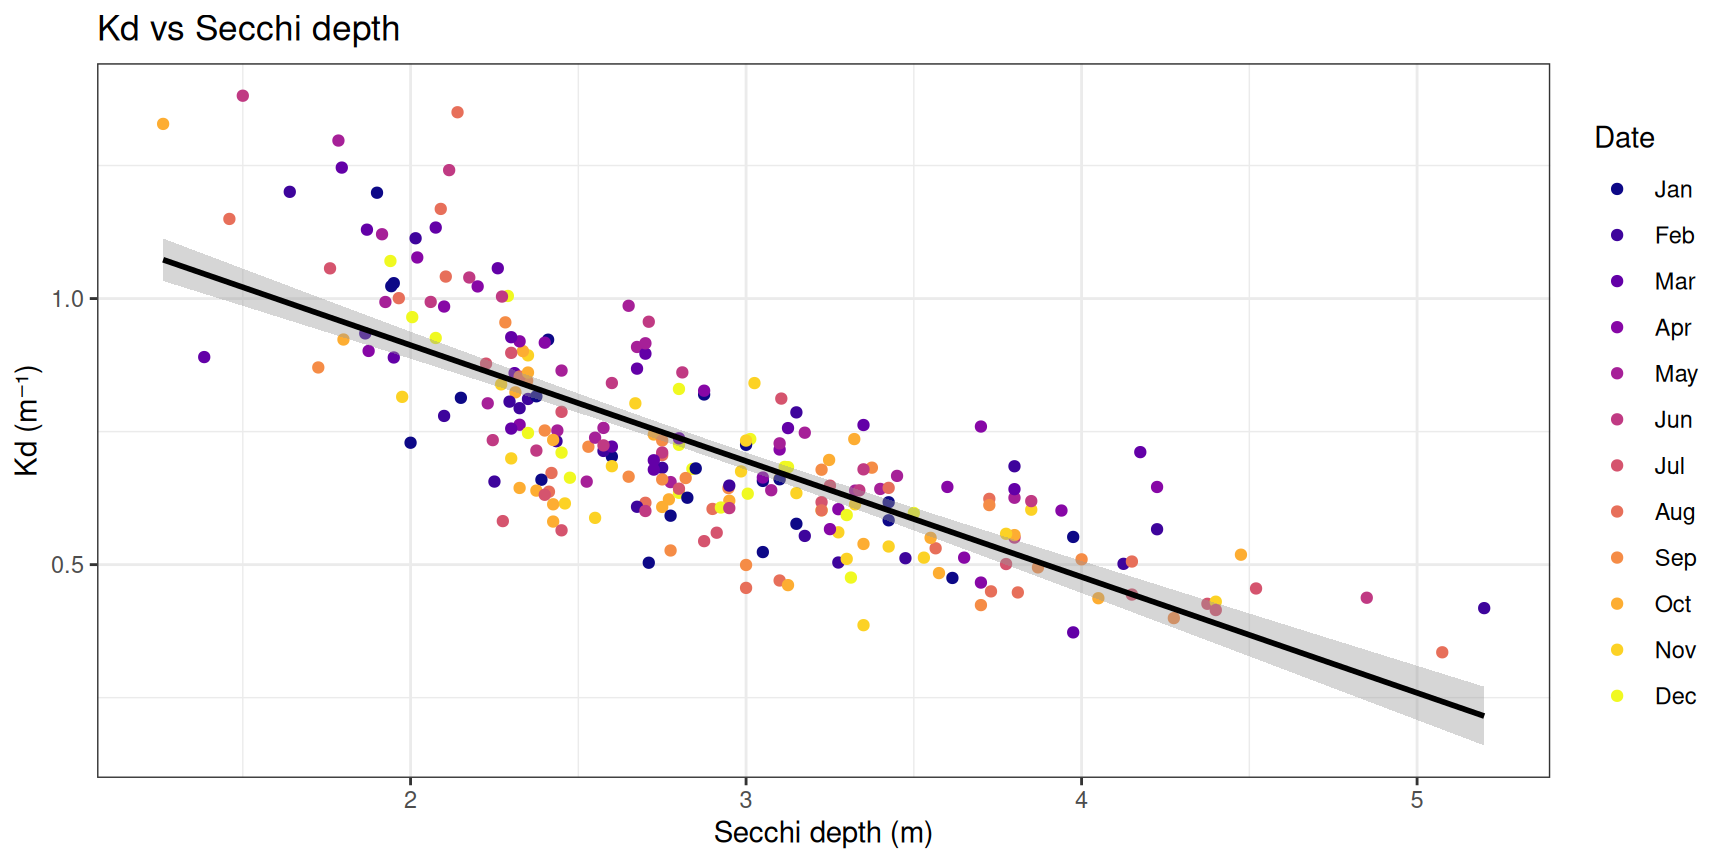 Kd vs Secchi depth
Kd (m⁻¹)
1.0
0.5
2 3 4 5
Secchi depth (m)
Date
Jan
Feb
Mar
Apr
May
Jun
Jul
Aug
Sep
Oct
Nov
Dec